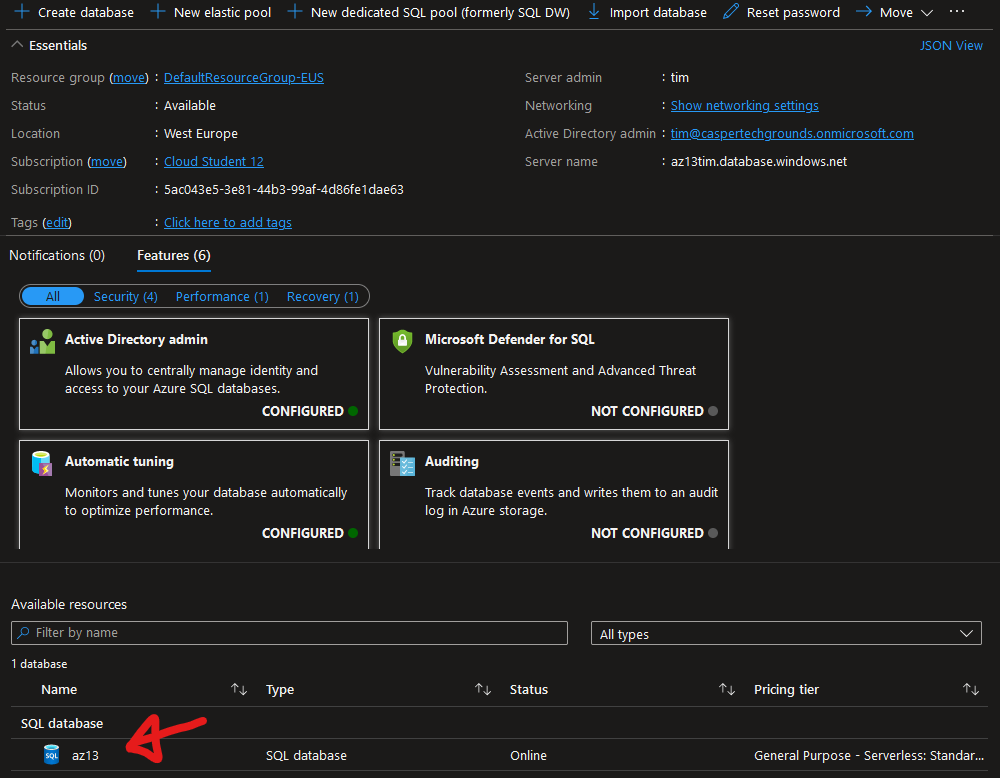 Create database New elastic pool New dedicated SQL pool (formerly SQL DW) Import database Reset password Move ...
Essentials JSON View
Resource group (move) : DefaultResourceGroup-EUS
Status : Available
Location : West Europe
Subscription (move) : Cloud Student 12
Subscription ID : 5ac043e5-3e81-44b3-99af-4d86fe1dae63
Tags (edit) : Click here to add tags
Server admin : tim
Networking : Show networking settings
Active Directory admin : tim@caspertechgrounds.onmicrosoft.com
Server name : az13tim.database.windows.net
Notifications (0) Features (6)
All Security (4) Performance (1) Recovery (1)
Active Directory admin
Allows you to centrally manage identity and
access to your Azure SQL databases.
CONFIGURED
Microsoft Defender for SQL
Vulnerability Assessment and Advanced Threat
Protection.
NOT CONFIGURED
Automatic tuning
Monitors and tunes your database automatically
to optimize performance.
CONFIGURED
Auditing
Track database events and writes them to an audit
log in Azure storage.
NOT CONFIGURED
Available resources
Filter by name All types
1 database
Name Type Status Pricing tier
SQL database
SQL az13 SQL database Online General Purpose - Serverless: Standar...